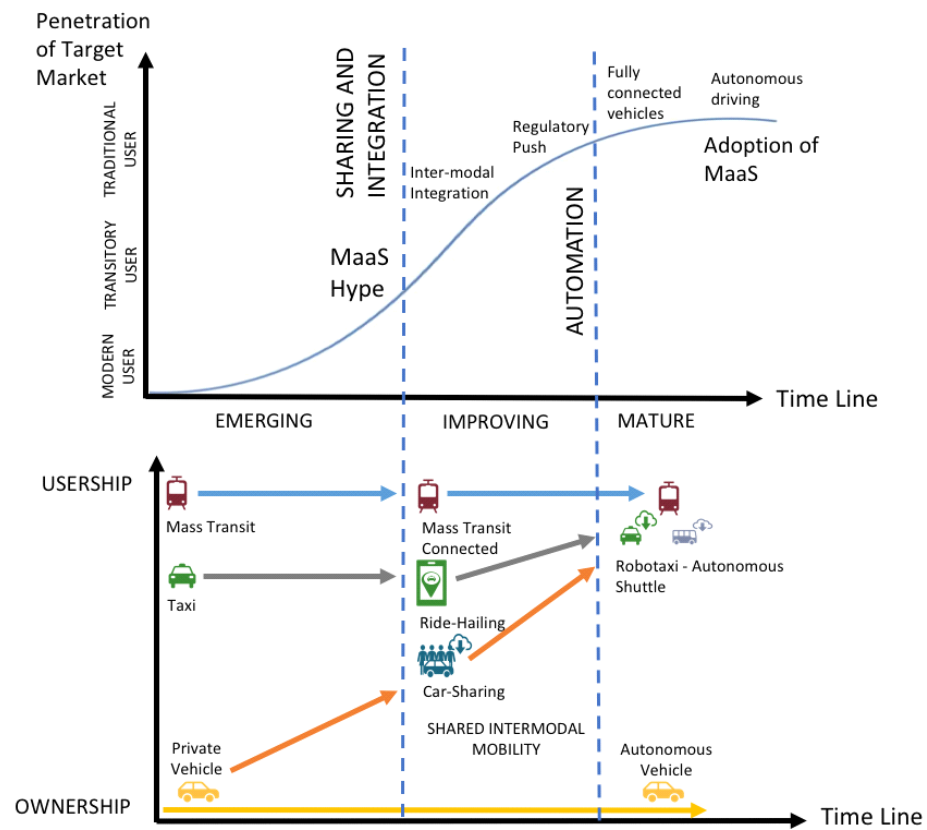 Penetration
of Target
Market
TRADITIONAL
USER
TRANSITORY
USER
MODERN
USER
SHARING AND
INTEGRATION
Fully
connected
vehicles
Autonomous
driving
Regulatory
Push
Inter-modal
Integration
Adoption of
MaaS
MaaS
Hype
AUTOMATION
Time Line
EMERGING
IMPROVING
MATURE
USERSHIP
Mass Transit
Mass Transit
Connected
Robotaxi - Autonomous
Shuttle
Taxi
Ride-Hailing
Car-Sharing
SHARED INTERMODAL
MOBILITY
Private
Vehicle
Autonomous
Vehicle
OWNERSHIP
Time Line